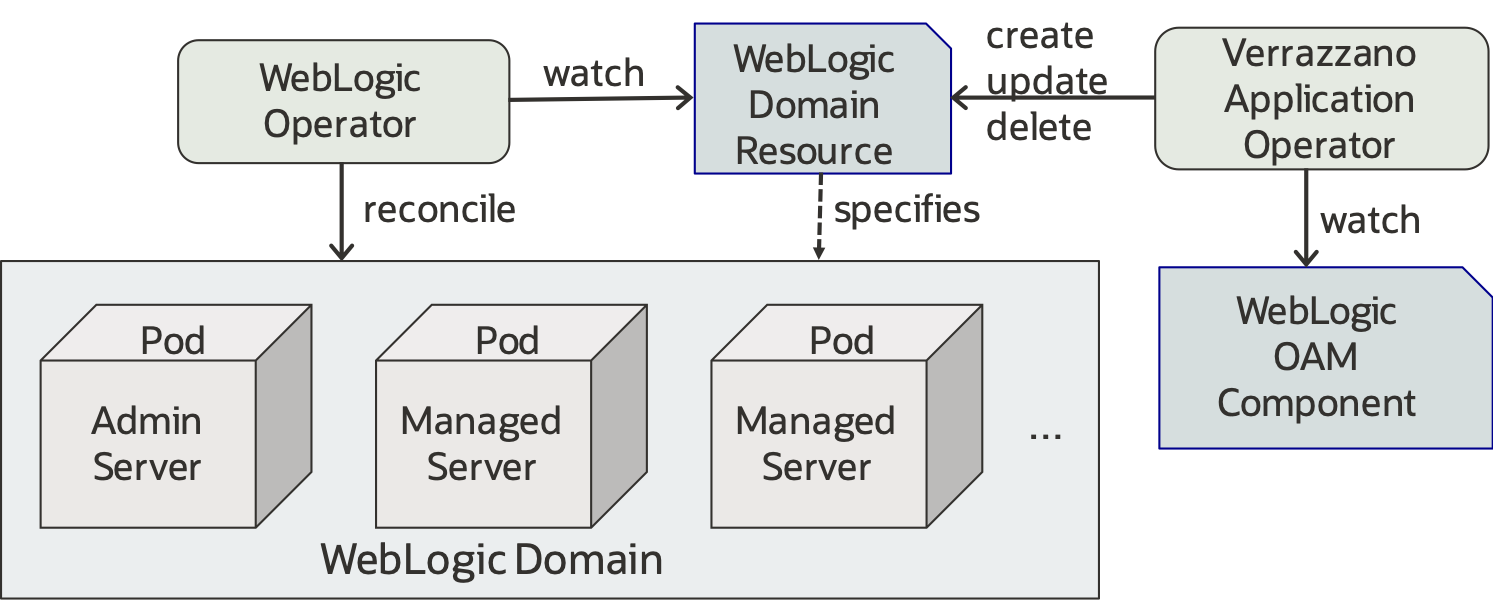 WebLogic
Operator
watch
WebLogic
Domain
Resource
create
update
delete
Verrazzano
Application
Operator
reconcile
specifies
watch
Pod
Admin
Server
Pod
Managed
Server
Pod
Managed
Server
...
WebLogic Domain
WebLogic
OAM
Component